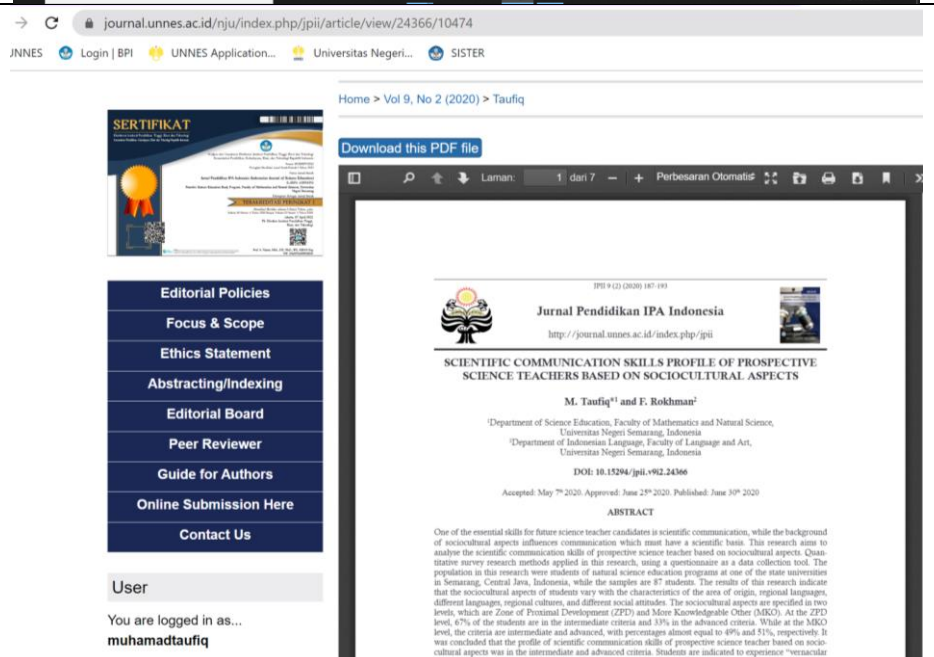 journal.unnes.ac.id/nju/index.php/jpii/article/view/24366/10474
UNNES Login | BPI UNNES Application... Universitas Negeri... SISTER
Home > Vol 9, No 2 (2020) > Taufiq
SERTIFIKAT
TERAKREDITASI PERINGKAT 1
Download this PDF file
Laman: 1 dari 7 Perbesaran Otomatis
JPII 9 (2) (2020) 187-193
Jurnal Pendidikan IPA Indonesia
http://journal.unnes.ac.id/index.php/jpii
SCIENTIFIC COMMUNICATION SKILLS PROFILE OF PROSPECTIVE
SCIENCE TEACHERS BASED ON SOCIOCULTURAL ASPECTS
M. Taufiq*1 and F. Rokhman2
1Department of Science Education, Faculty of Mathematics and Natural Science,
Universitas Negeri Semarang, Indonesia
2Department of Indonesian Language, Faculty of Language and Art,
Universitas Negeri Semarang, Indonesia
DOI: 10.15294/jpii.v9i2.24366
Accepted: May 7th 2020. Approved: June 25th 2020. Published: June 30th 2020
ABSTRACT
One of the essential skills for future science teacher candidates is scientific communication, while the background
of sociocultural aspects influences communication which must have a scientific basis. This research aims to
analyse the scientific communication skills of prospective science teacher based on sociocultural aspects. Quan-
titative survey research methods applied in this research, using a questionnaire as a data collection tool. The
population in this research were students of natural science education programs at one of the state universities
in Semarang, Central Java, Indonesia, while the samples are 87 students. The results of this research indicate
that the sociocultural aspects of students vary with the characteristics of the area of origin, regional languages,
different languages, regional cultures, and different social attitudes. The sociocultural aspects are specified in two
levels, which are Zone of Proximal Development (ZPD) and More Knowledgeable Other (MKO). At the ZPD
level, 67% of the students are in the intermediate criteria and 33% in the advanced criteria. While at the MKO
level, the criteria are intermediate and advanced, with percentages almost equal to 49% and 51%, respectively. It
was concluded that the profile of scientific communication skills of prospective science teacher based on socio-
cultural aspects was in the intermediate and advanced criteria. Students are indicated to experience "vernacular
Editorial Policies
Focus & Scope
Ethics Statement
Abstracting/Indexing
Editorial Board
Peer Reviewer
Guide for Authors
Online Submission Here
Contact Us
User
You are logged in as...
muhamadtaufiq